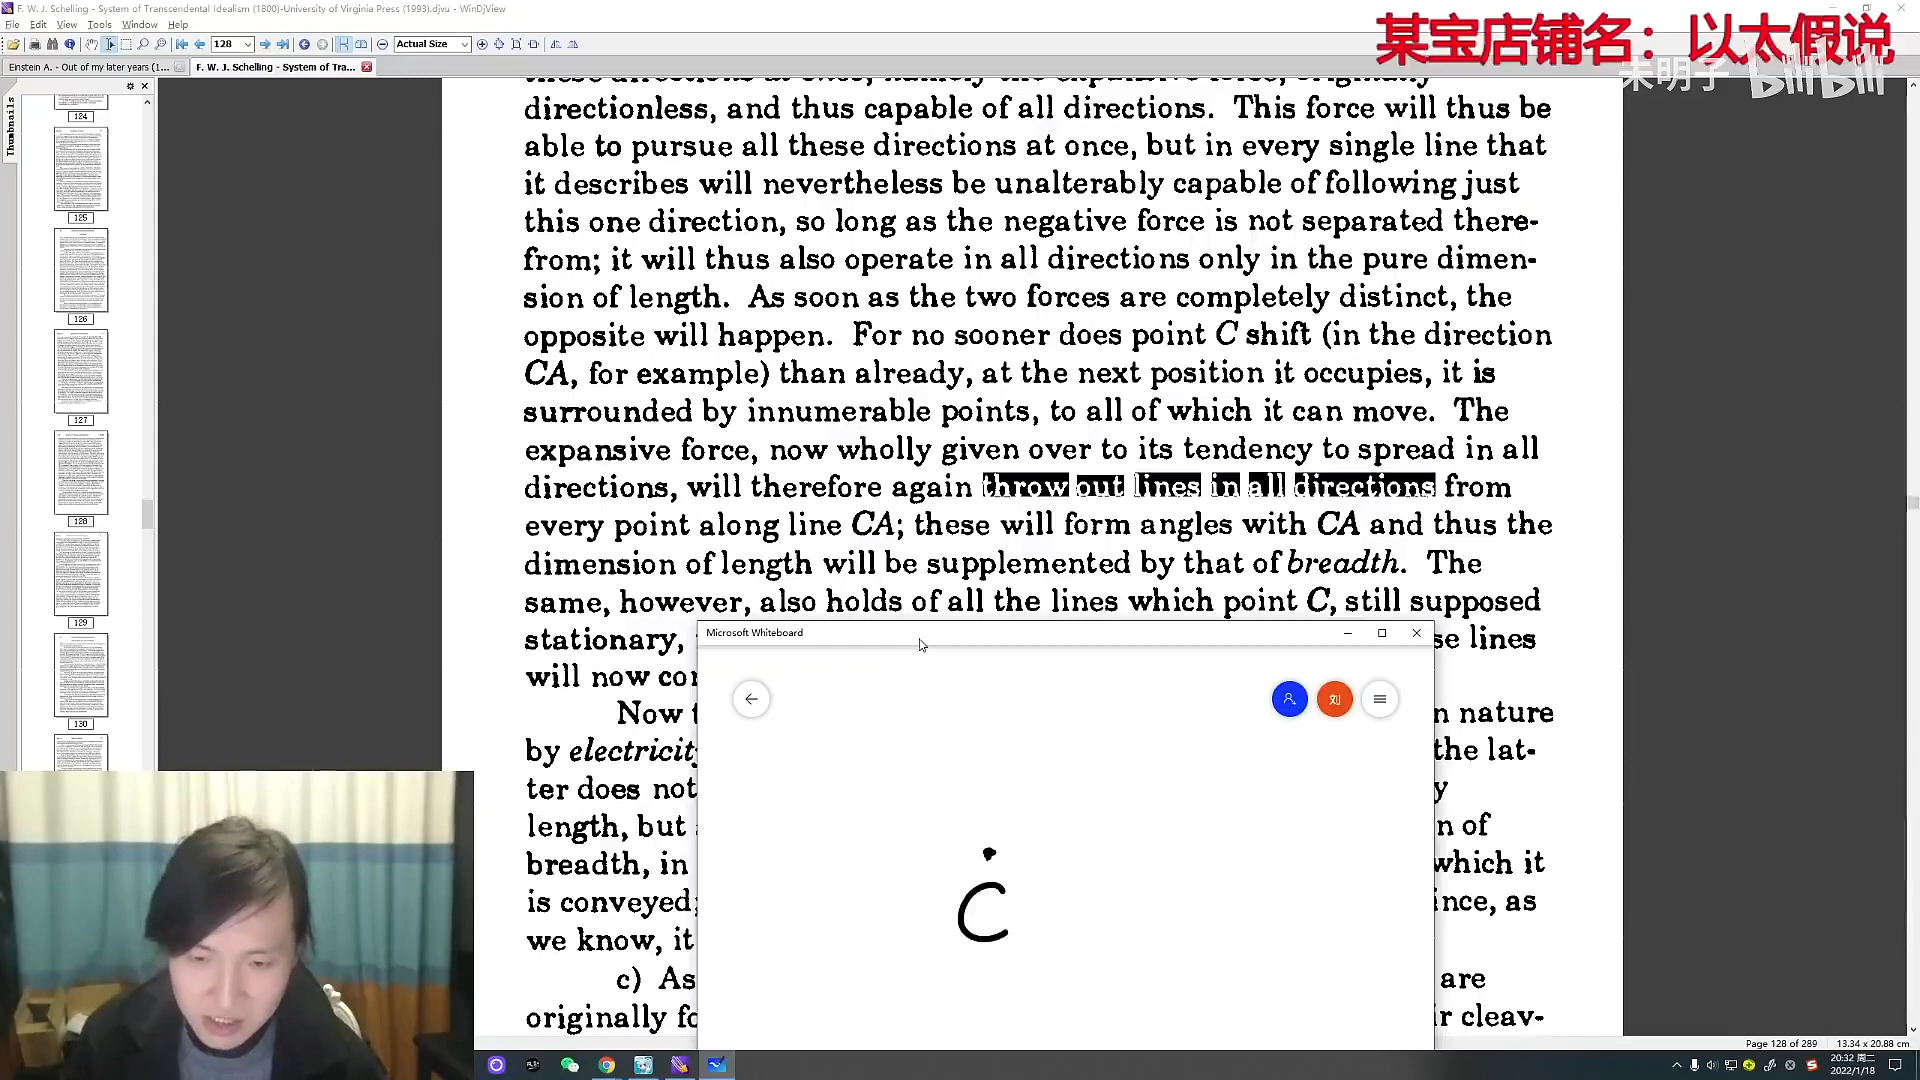 F. W. J. Schelling - System of Transcendental Idealism (1800)-University of Virginia Press (1993).djvu - WinDjView
File Edit View Tools Window Help
128 Actual Size
Einstein A. - Out of my later years (1... F. W. J. Schelling - System of Tra...
某宝店铺名：以太假说
朱明子 bilibili
Thumbnails
124
125
126
127
128
129
130
directionless, and thus capable of all directions. This force will thus be
able to pursue all these directions at once, but in every single line that
it describes will nevertheless be unalterably capable of following just
this one direction, so long as the negative force is not separated there-
from; it will thus also operate in all directions only in the pure dimen-
sion of length. As soon as the two forces are completely distinct, the
opposite will happen. For no sooner does point C shift (in the direction
CA, for example) than already, at the next position it occupies, it is
surrounded by innumerable points, to all of which it can move. The
expansive force, now wholly given over to its tendency to spread in all
directions, will therefore again throw out lines in all directions from
every point along line CA; these will form angles with CA and thus the
dimension of length will be supplemented by that of breadth. The
same, however, also holds of all the lines which point C, still supposed
stationary, se lines
will now con
Now t n nature
by electricity the lat-
ter does not y
length, but n of
breadth, in which it
is conveyed; ince, as
we know, it
c) As are
originally fo ir cleav-
Microsoft Whiteboard
刘
C
Page 128 of 289 13.34 x 20.88 cm
20:32 周二
2022/1/18